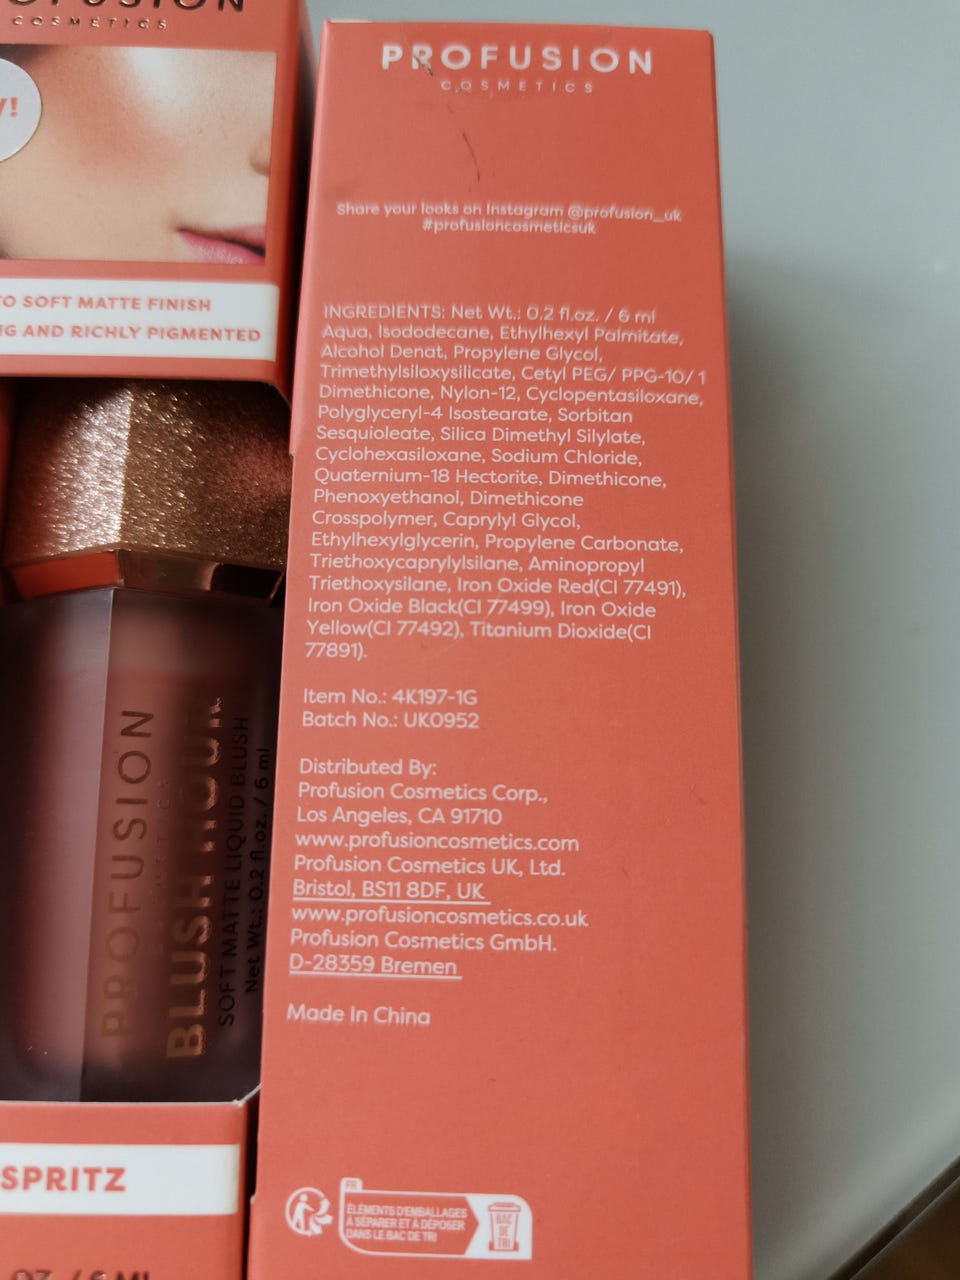 COSMETICS
Y!
TO SOFT MATTE FINISH
AND RICHLY PIGMENTED
PROFUSION
BLUSH HOUR
SOFT MATTE LIQUID BLUSH
Net Wt.: 0.2 fl.oz. / 6 ml
SPRITZ
PROFUSION
COSMETICS
Share your looks on Instagram @profusion_uk
#profusioncosmeticsuk
INGREDIENTS: Net Wt.: 0.2 fl.oz. / 6 ml
Aqua, Isododecane, Ethylhexyl Palmitate,
Alcohol Denat, Propylene Glycol,
Trimethylsiloxysilicate, Cetyl PEG/ PPG-10/ 1
Dimethicone, Nylon-12, Cyclopentasiloxane,
Polyglyceryl-4 Isostearate, Sorbitan
Sesquioleate, Silica Dimethyl Silylate,
Cyclohexasiloxane, Sodium Chloride,
Quaternium-18 Hectorite, Dimethicone,
Phenoxyethanol, Dimethicone
Crosspolymer, Caprylyl Glycol,
Ethylhexylglycerin, Propylene Carbonate,
Triethoxycaprylylsilane, Aminopropyl
Triethoxysilane, Iron Oxide Red(CI 77491),
Iron Oxide Black(CI 77499), Iron Oxide
Yellow(CI 77492), Titanium Dioxide(CI
77891).
Item No.: 4K197-1G
Batch No.: UK0952
Distributed By:
Profusion Cosmetics Corp.,
Los Angeles, CA 91710
www.profusioncosmetics.com
Profusion Cosmetics UK, Ltd.
Bristol, BS11 8DF, UK
www.profusioncosmetics.co.uk
Profusion Cosmetics GmbH.
D-28359 Bremen
Made In China
FR
ÉLÉMENTS D'EMBALLAGES
À SÉPARER ET À DÉPOSER
DANS LE BAC DE TRI
BAC
DE
TRI